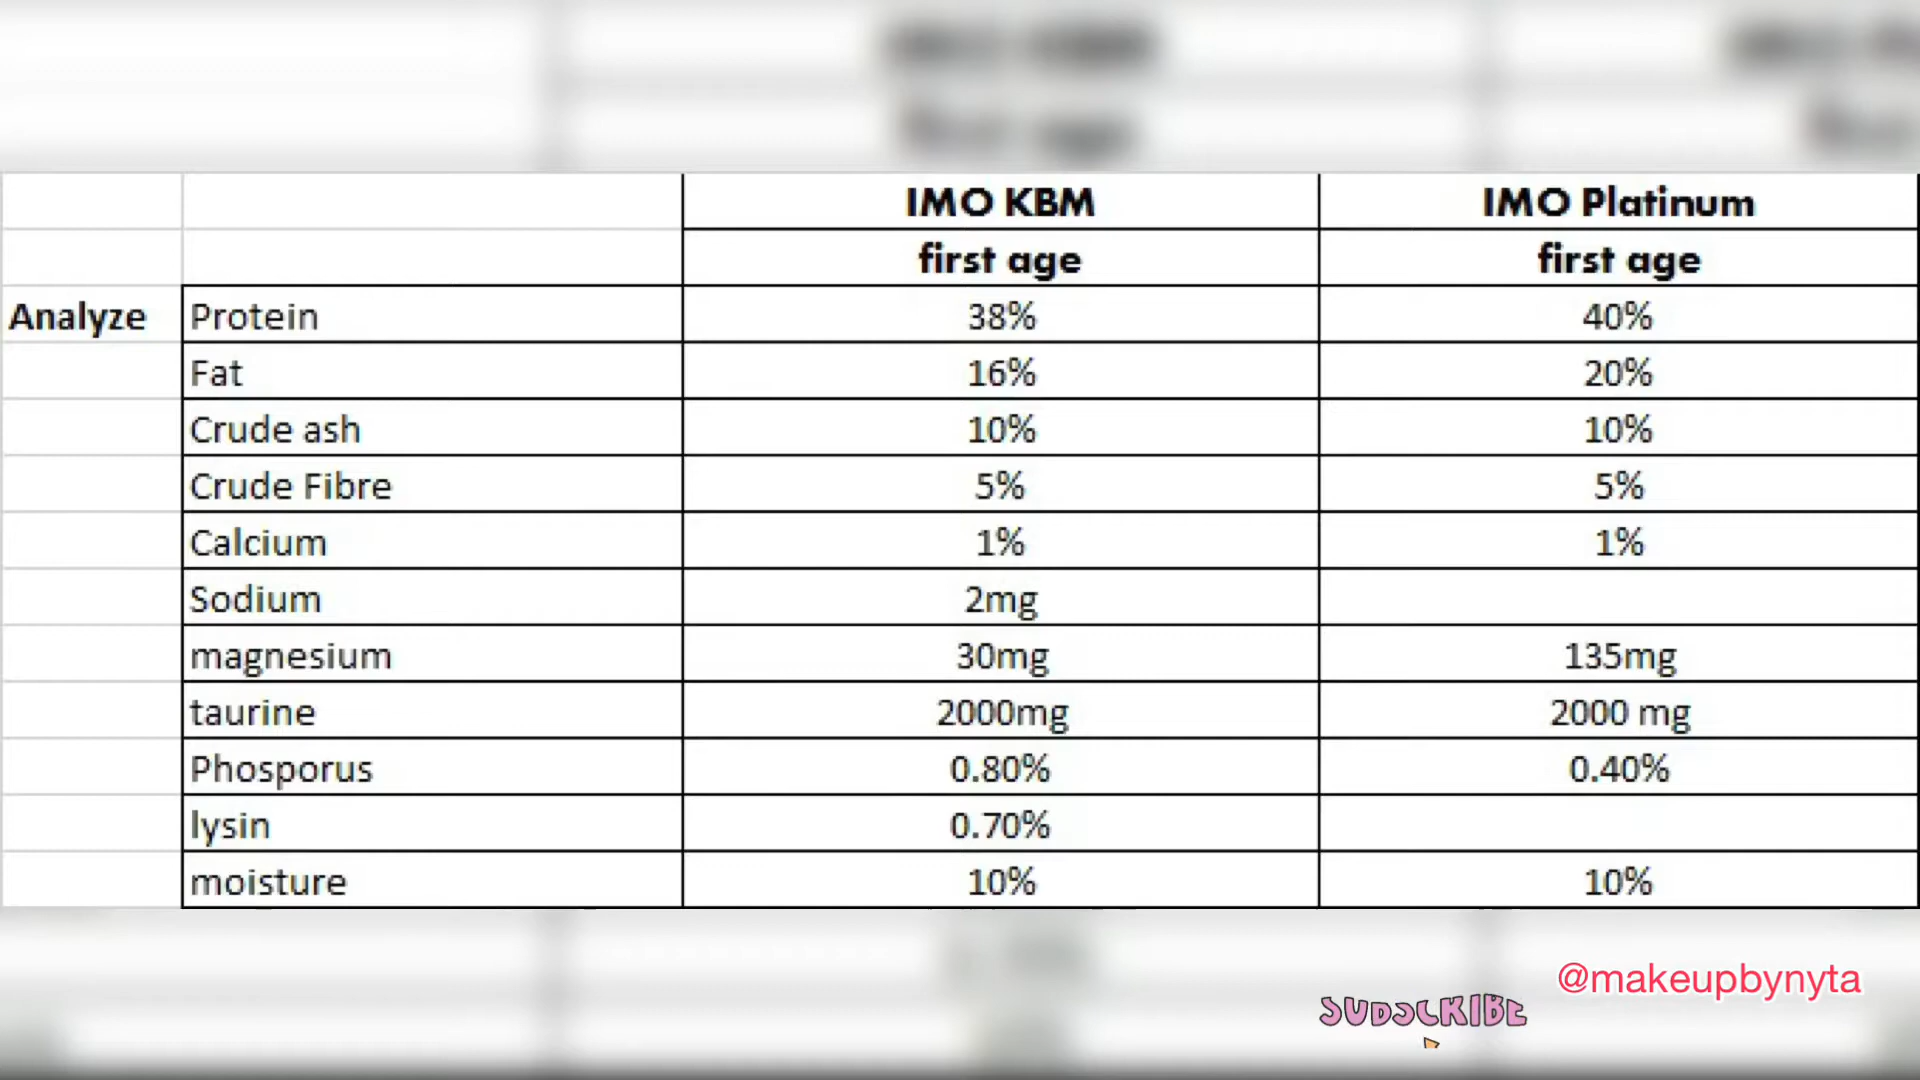 IMO KBM IMO Platinum
first age first age
Analyze Protein 38% 40%
Fat 16% 20%
Crude ash 10% 10%
Crude Fibre 5% 5%
Calcium 1% 1%
Sodium 2mg
magnesium 30mg 135mg
taurine 2000mg 2000 mg
Phosporus 0.80% 0.40%
lysin 0.70%
moisture 10% 10%
@makeupbynyta
SUBSCRIBE